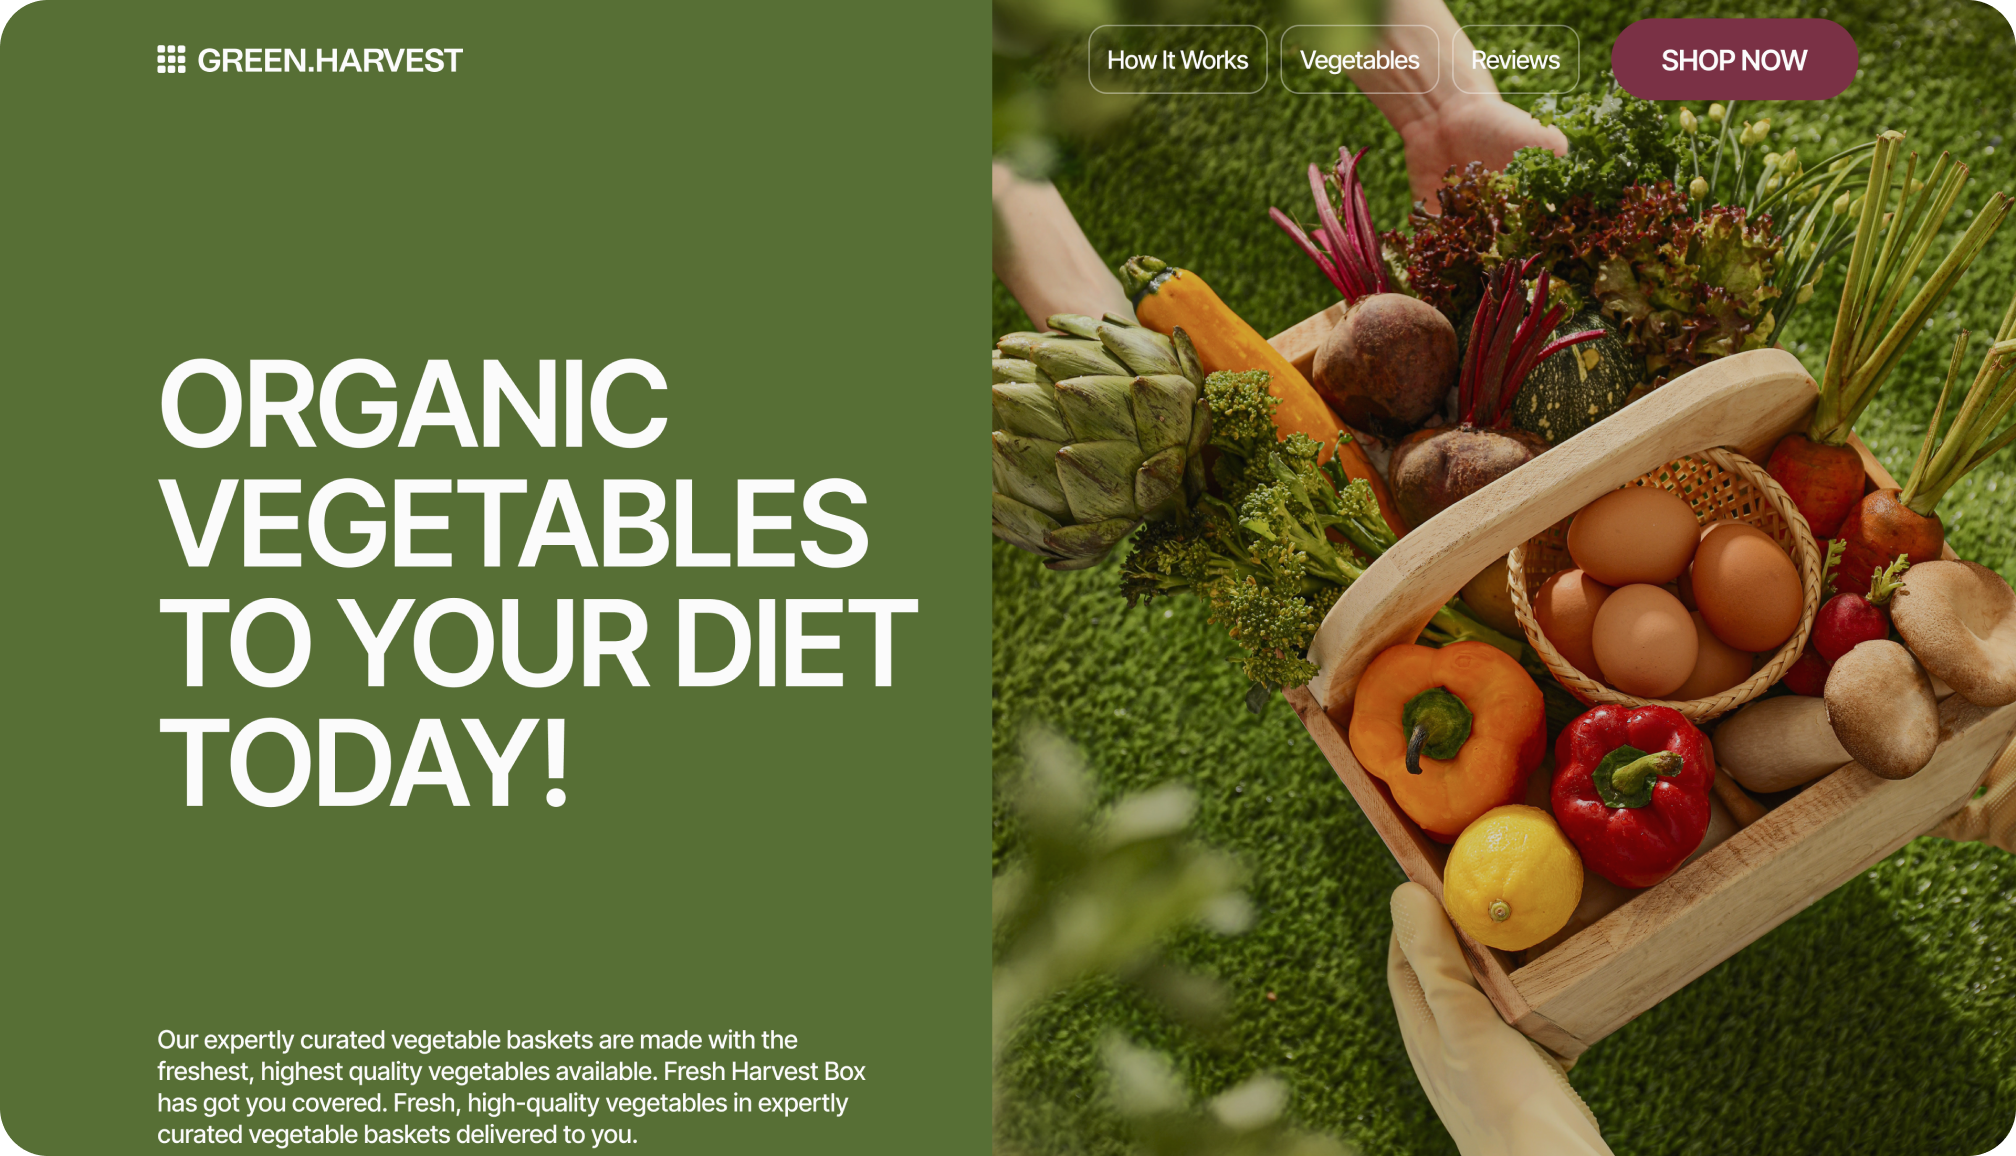 GREEN.HARVEST
How It Works
Vegetables
Reviews
SHOP NOW
ORGANIC
VEGETABLES
TO YOUR DIET
TODAY!
Our expertly curated vegetable baskets are made with the
freshest, highest quality vegetables available. Fresh Harvest Box
has got you covered. Fresh, high-quality vegetables in expertly
curated vegetable baskets delivered to you.